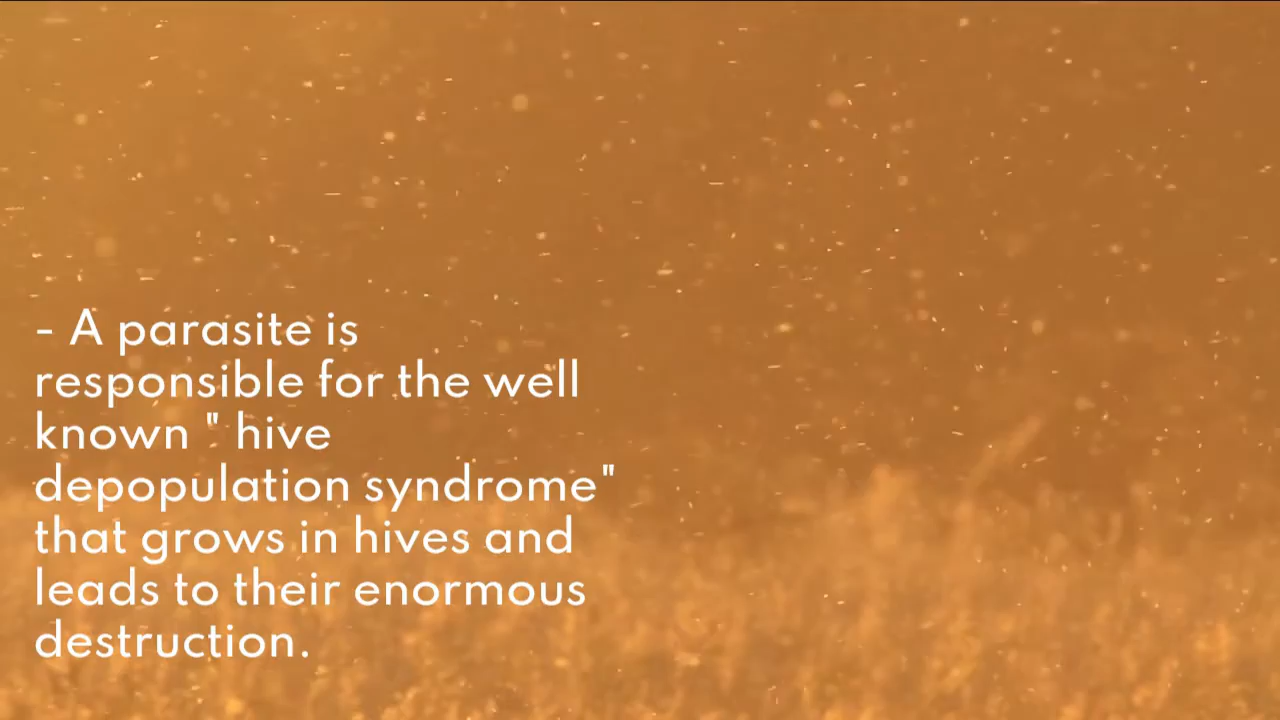 - A parasite is
responsible for the well
known " hive
depopulation syndrome"
that grows in hives and
leads to their enormous
destruction.